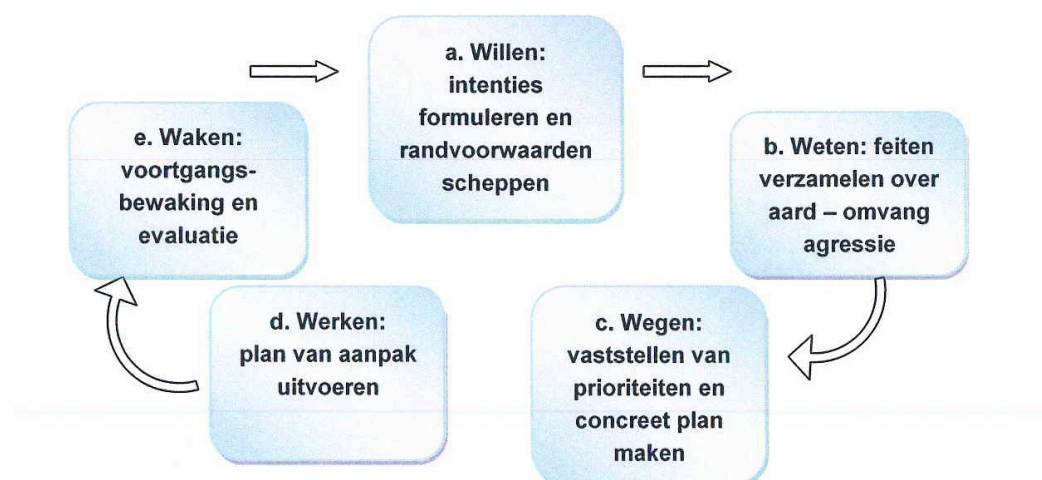 a. Willen:
intenties
formuleren en
randvoorwaarden
scheppen
b. Weten: feiten
verzamelen over
aard – omvang
agressie
c. Wegen:
vaststellen van
prioriteiten en
concreet plan
maken
d. Werken:
plan van aanpak
uitvoeren
e. Waken:
voortgangs-
bewaking en
evaluatie